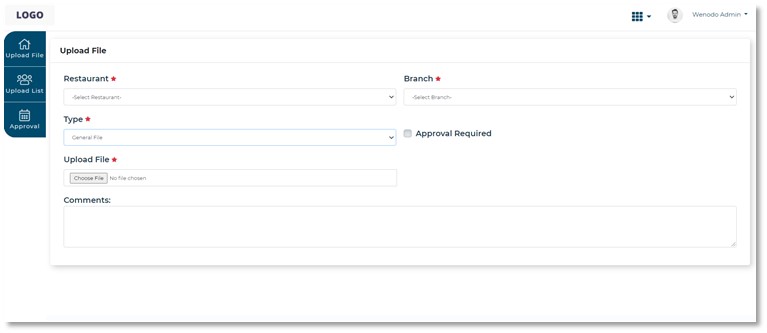 LOGO
Wenodo Admin
Upload File
Upload List
Approval
Upload File
Restaurant *
Branch *
-Select Restaurant-
-Select Branch-
Type *
General File
Approval Required
Upload File *
Choose File No file chosen
Comments: